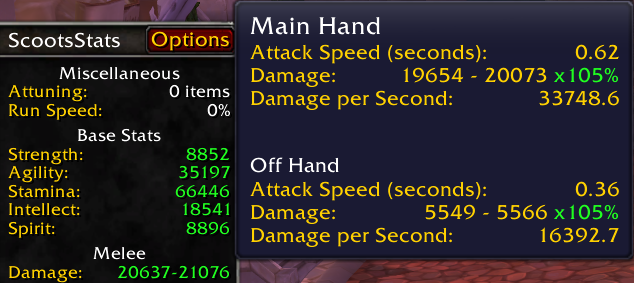 ScootsStats Options
Miscellaneous
Attuning: 0 items
Run Speed: 0%
Base Stats
Strength: 8852
Agility: 35197
Stamina: 66446
Intellect: 18541
Spirit: 8896
Melee
Damage: 20637-21076
Main Hand
Attack Speed (seconds): 0.62
Damage: 19654 - 20073 x105%
Damage per Second: 33748.6
Off Hand
Attack Speed (seconds): 0.36
Damage: 5549 - 5566 x105%
Damage per Second: 16392.7